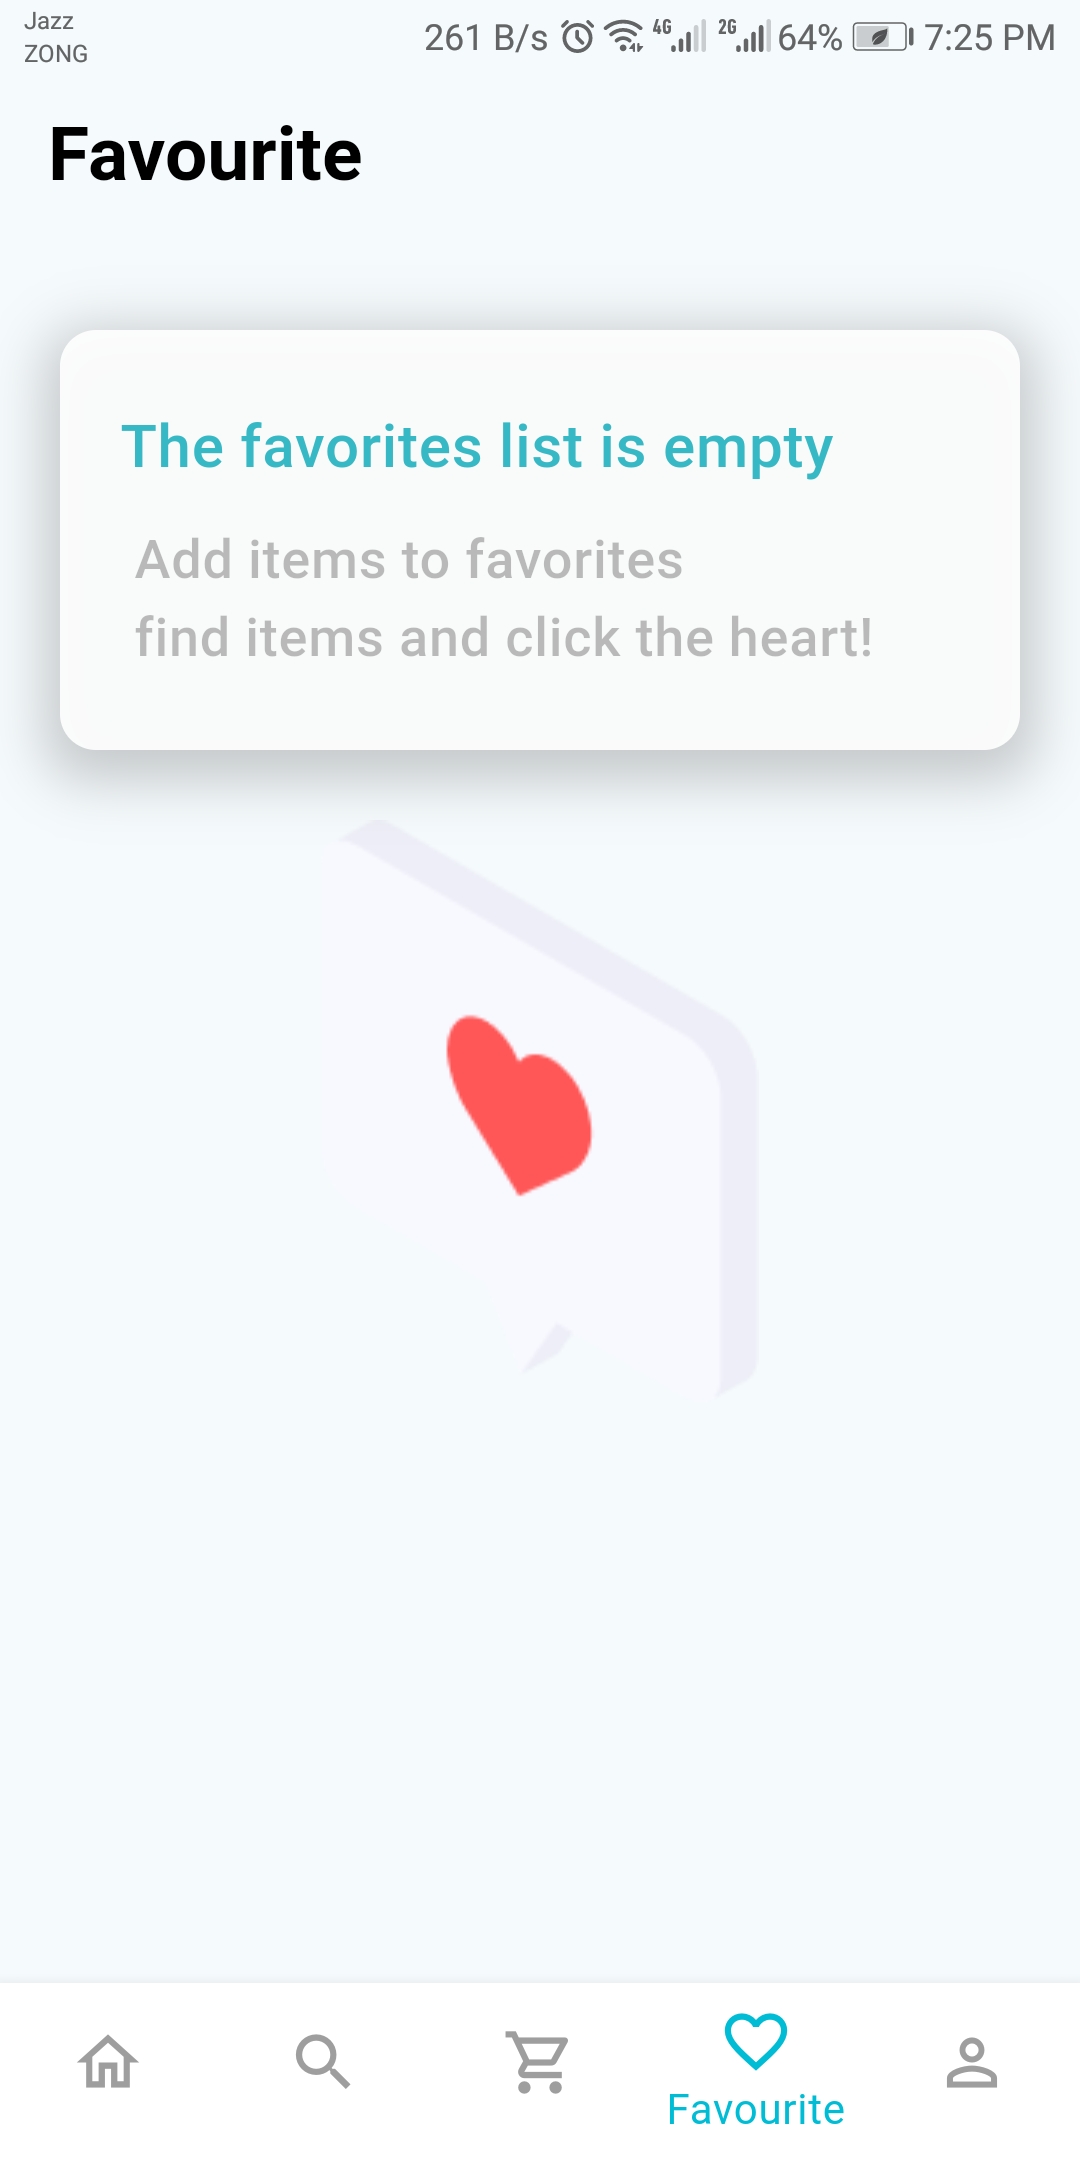 Jazz
ZONG
261 B/s 4G 2G 64% 7:25 PM
Favourite
The favorites list is empty
Add items to favorites
find items and click the heart!
Favourite